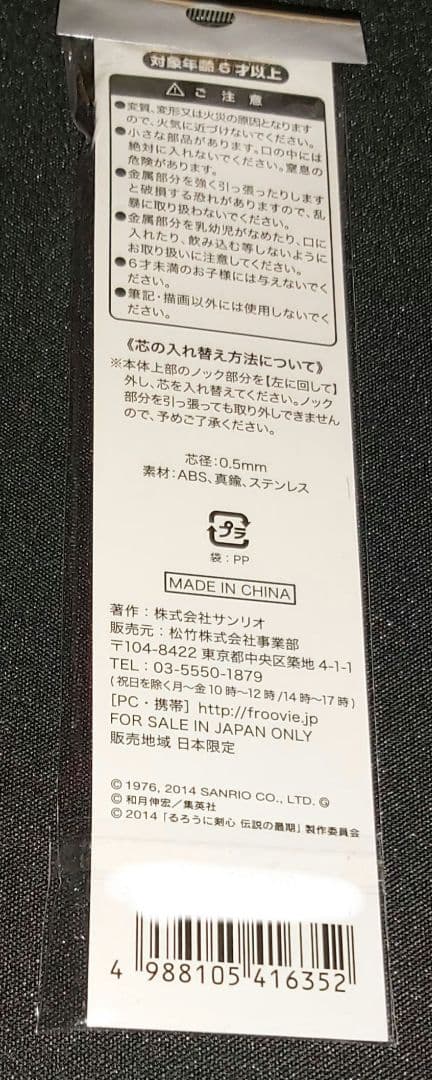 対象年齢6才以上
⚠ ご注意
●変質、変形又は火災の原因となります
ので、火気に近づけないでください。
●小さな部品があります。口の中には
絶対に入れないでください。窒息の
危険があります。
●金属部分を強く引っ張ったりします
と破損する恐れがありますので、乱
暴に取り扱わないでください。
●金属部分を乳幼児がなめたり、口に
入れたり、飲み込む等しないように
お取り扱いに注意してください。
●6才未満のお子様には与えないでく
ださい。
●筆記・描画以外には使用しないでく
ださい。
《芯の入れ替え方法について》
※本体上部のノック部分を【左に回して】
外し、芯を入れ替えてください。ノック
部分を引っ張っても取り外しできません
ので、予めご了承ください。
芯径:0.5mm
素材:ABS、真鍮、ステンレス
プラ
袋:PP
MADE IN CHINA
著作:株式会社サンリオ
販売元:松竹株式会社事業部
〒104-8422 東京都中央区築地 4-1-1
TEL:03-5550-1879
(祝日を除く月〜金10時〜12時/14時〜17時)
[PC・携帯] http://froovie.jp
FOR SALE IN JAPAN ONLY
販売地域 日本限定
© 1976, 2014 SANRIO CO., LTD. Ⓖ
© 和月伸宏/集英社
© 2014「るろうに剣心 伝説の最期」製作委員会
4 988105 416352